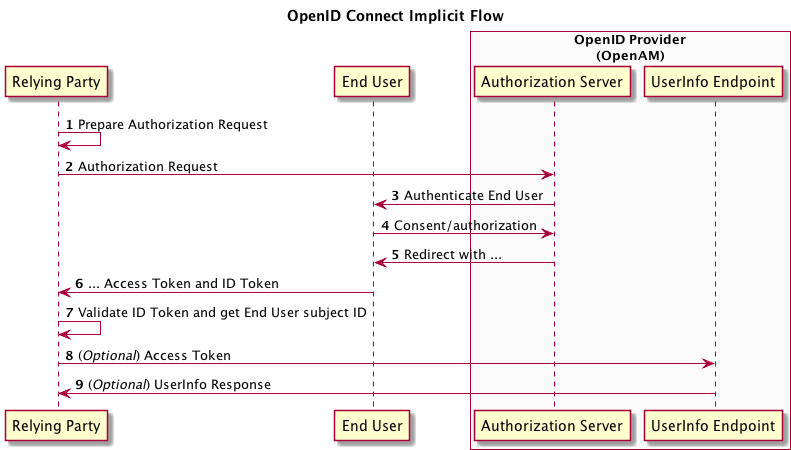 OpenID Connect Implicit Flow
OpenID Provider
(OpenAM)
Relying Party
End User
Authorization Server
UserInfo Endpoint
1 Prepare Authorization Request
2 Authorization Request
3 Authenticate End User
4 Consent/authorization
5 Redirect with ...
6 ... Access Token and ID Token
7 Validate ID Token and get End User subject ID
8 (Optional) Access Token
9 (Optional) UserInfo Response
Relying Party
End User
Authorization Server
UserInfo Endpoint